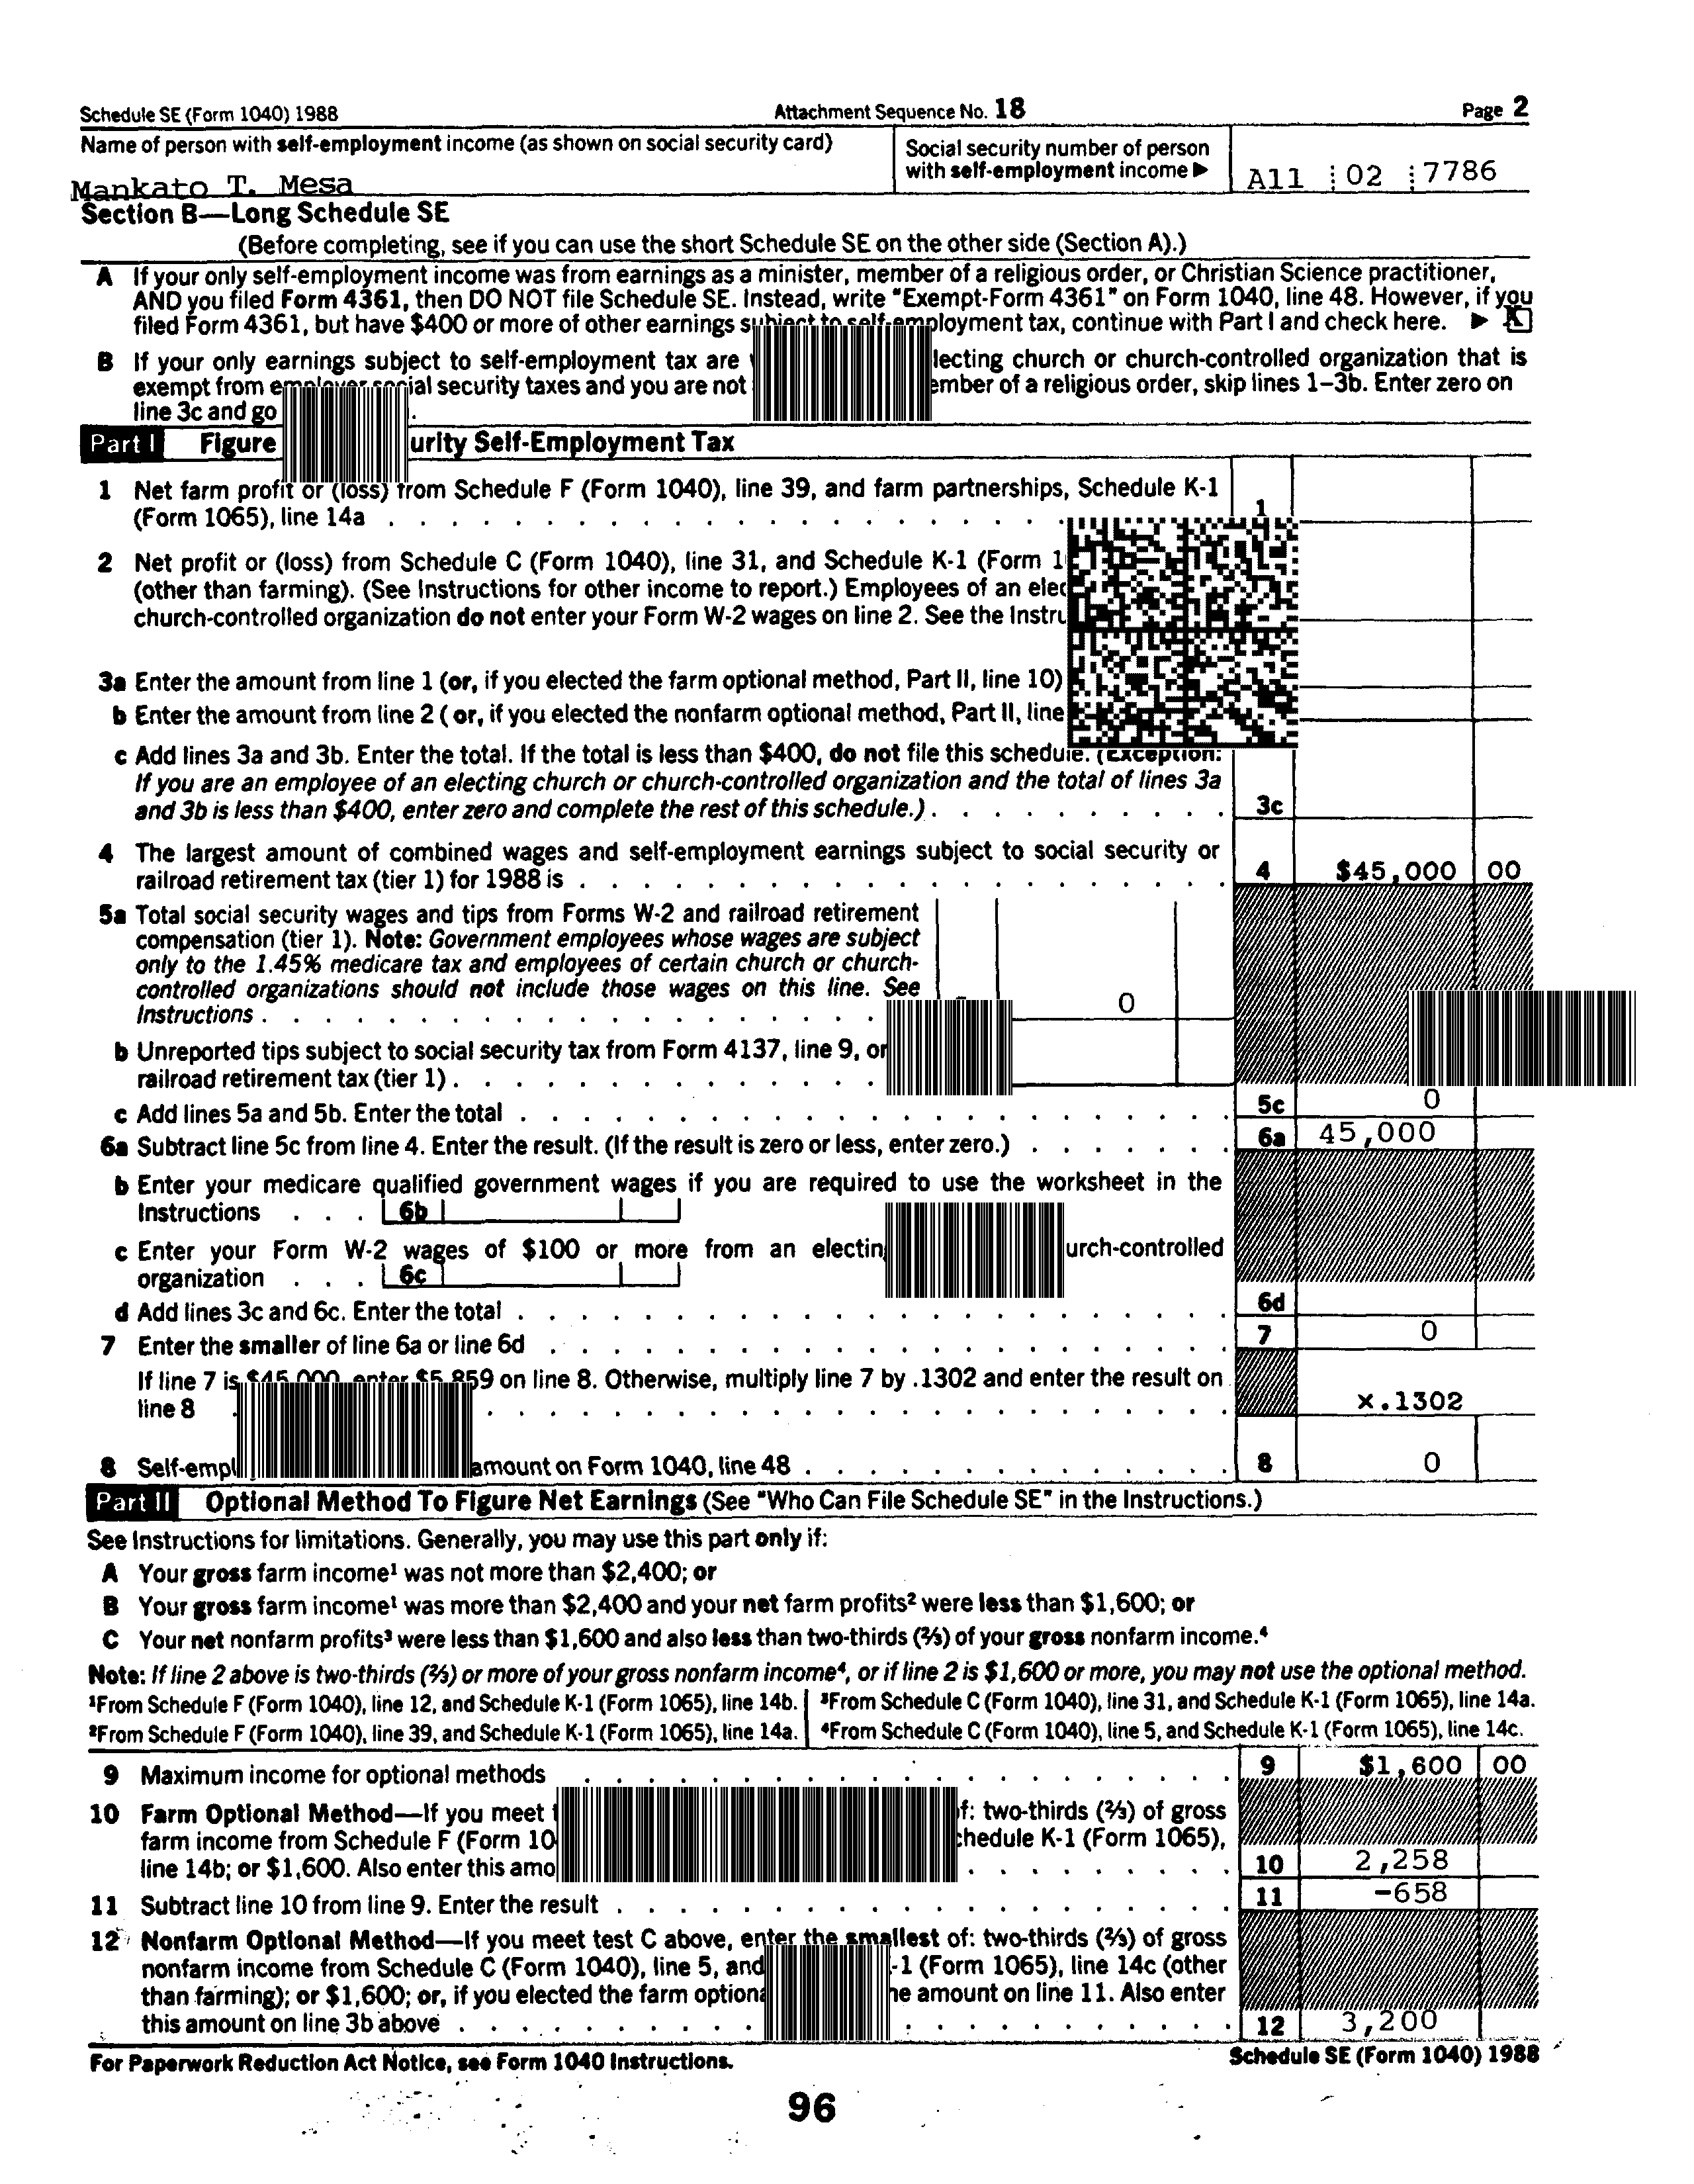 Schedule SE (Form 1040) 1988 Attachment Sequence No. 18 Page 2
Name of person with self-employment income (as shown on social security card)
Social security number of person
with self-employment income ▶ A11 02 7786
Mankato T. Mesa
Section B—Long Schedule SE
(Before completing, see if you can use the short Schedule SE on the other side (Section A).)
A If your only self-employment income was from earnings as a minister, member of a religious order, or Christian Science practitioner,
AND you filed Form 4361, then DO NOT file Schedule SE. Instead, write "Exempt-Form 4361" on Form 1040, line 48. However, if you
filed Form 4361, but have $400 or more of other earnings subject to self-employment tax, continue with Part I and check here. ▶ X
B If your only earnings subject to self-employment tax are lecting church or church-controlled organization that is
exempt from employer social security taxes and you are not ember of a religious order, skip lines 1–3b. Enter zero on
line 3c and go .
Part I Figure urity Self-Employment Tax
1 Net farm profit or (loss) from Schedule F (Form 1040), line 39, and farm partnerships, Schedule K-1
(Form 1065), line 14a 1
2 Net profit or (loss) from Schedule C (Form 1040), line 31, and Schedule K-1 (Form 1
(other than farming). (See Instructions for other income to report.) Employees of an elec
church-controlled organization do not enter your Form W-2 wages on line 2. See the Instru
3a Enter the amount from line 1 (or, if you elected the farm optional method, Part II, line 10)
b Enter the amount from line 2 ( or, if you elected the nonfarm optional method, Part II, line
c Add lines 3a and 3b. Enter the total. If the total is less than $400, do not file this schedule. (Exception:
If you are an employee of an electing church or church-controlled organization and the total of lines 3a
and 3b is less than $400, enter zero and complete the rest of this schedule.) 3c
4 The largest amount of combined wages and self-employment earnings subject to social security or
railroad retirement tax (tier 1) for 1988 is 4 $45,000 00
5a Total social security wages and tips from Forms W-2 and railroad retirement
compensation (tier 1). Note: Government employees whose wages are subject
only to the 1.45% medicare tax and employees of certain church or church-
controlled organizations should not include those wages on this line. See
Instructions 0
b Unreported tips subject to social security tax from Form 4137, line 9, or
railroad retirement tax (tier 1)
c Add lines 5a and 5b. Enter the total 5c 0
6a Subtract line 5c from line 4. Enter the result. (If the result is zero or less, enter zero.) 6a 45,000
b Enter your medicare qualified government wages if you are required to use the worksheet in the
Instructions 6b
c Enter your Form W-2 wages of $100 or more from an electin urch-controlled
organization 6c
d Add lines 3c and 6c. Enter the total 6d
7 Enter the smaller of line 6a or line 6d 7 0
If line 7 is $45,000, enter $5,859 on line 8. Otherwise, multiply line 7 by .1302 and enter the result on
line 8 ×.1302
8 Self-empl amount on Form 1040, line 48 8 0
Part II Optional Method To Figure Net Earnings (See "Who Can File Schedule SE" in the Instructions.)
See Instructions for limitations. Generally, you may use this part only if:
A Your gross farm income¹ was not more than $2,400; or
B Your gross farm income¹ was more than $2,400 and your net farm profits² were less than $1,600; or
C Your net nonfarm profits³ were less than $1,600 and also less than two-thirds (⅔) of your gross nonfarm income.⁴
Note: If line 2 above is two-thirds (⅔) or more of your gross nonfarm income⁴, or if line 2 is $1,600 or more, you may not use the optional method.
¹From Schedule F (Form 1040), line 12, and Schedule K-1 (Form 1065), line 14b. ³From Schedule C (Form 1040), line 31, and Schedule K-1 (Form 1065), line 14a.
²From Schedule F (Form 1040), line 39, and Schedule K-1 (Form 1065), line 14a. ⁴From Schedule C (Form 1040), line 5, and Schedule K-1 (Form 1065), line 14c.
9 Maximum income for optional methods 9 $1,600 00
10 Farm Optional Method—If you meet f: two-thirds (⅔) of gross
farm income from Schedule F (Form 10 chedule K-1 (Form 1065),
line 14b; or $1,600. Also enter this amo 10 2,258
11 Subtract line 10 from line 9. Enter the result 11 -658
12 Nonfarm Optional Method—If you meet test C above, enter the smallest of: two-thirds (⅔) of gross
nonfarm income from Schedule C (Form 1040), line 5, and -1 (Form 1065), line 14c (other
than farming); or $1,600; or, if you elected the farm optiona he amount on line 11. Also enter
this amount on line 3b above 12 3,200
For Paperwork Reduction Act Notice, see Form 1040 Instructions. Schedule SE (Form 1040) 1988
96